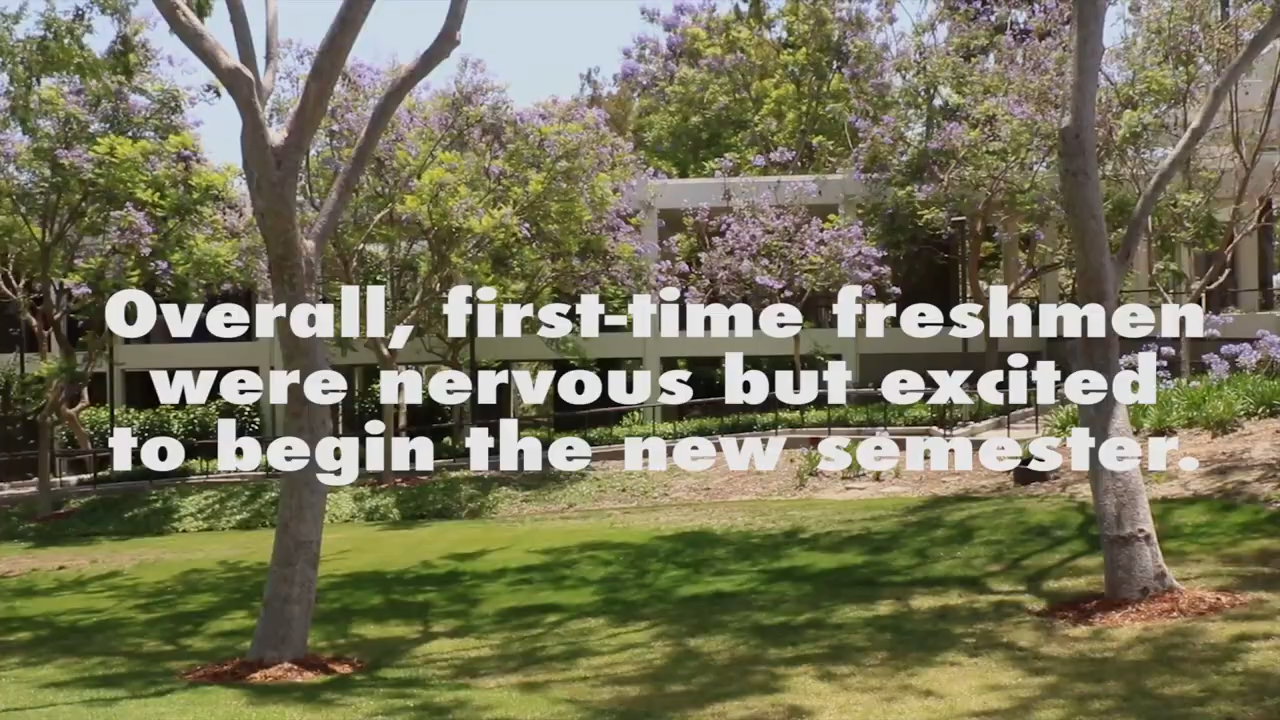 Overall, first-time freshmen
were nervous but excited
to begin the new semester.